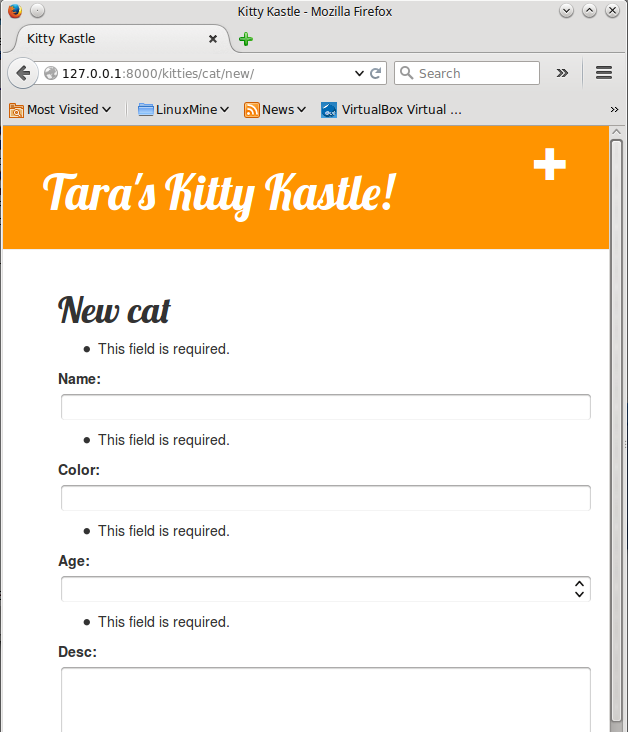 Kitty Kastle - Mozilla Firefox
Kitty Kastle
127.0.0.1:8000/kitties/cat/new/
Search
Most Visited
LinuxMine
News
VirtualBox Virtual ...
Tara's Kitty Kastle!
New cat
This field is required.
Name:
This field is required.
Color:
This field is required.
Age:
This field is required.
Desc: